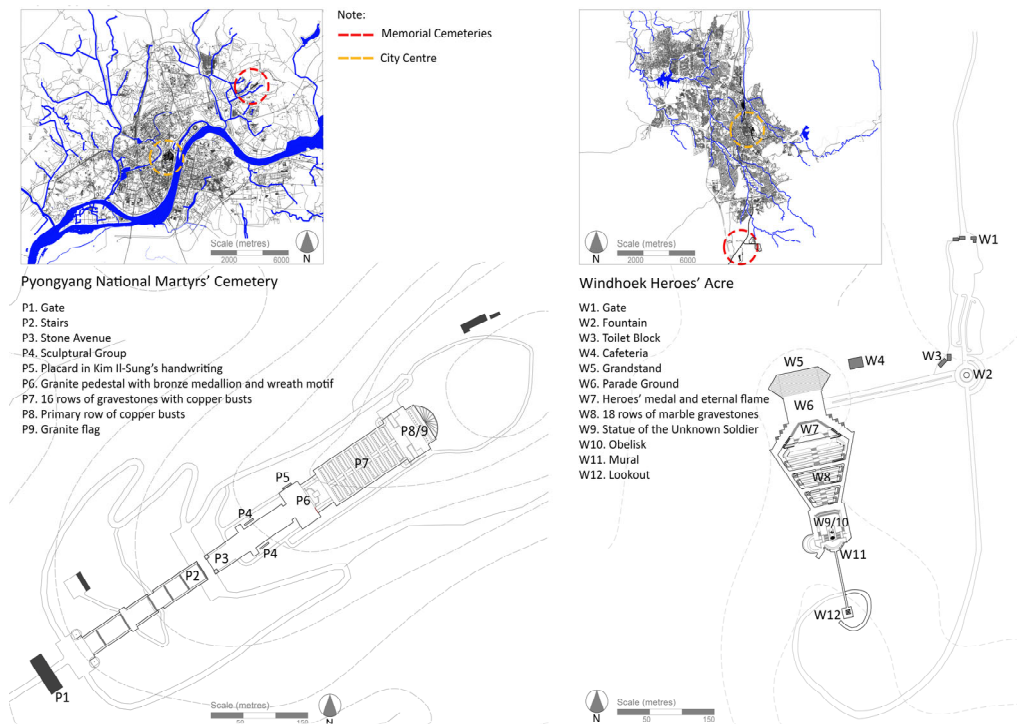 Note:
Memorial Cemeteries
City Centre
Scale (metres)
2000 6000
N
Scale (metres)
2000 6000
N
Pyongyang National Martyrs' Cemetery
P1. Gate
P2. Stairs
P3. Stone Avenue
P4. Sculptural Group
P5. Placard in Kim Il-Sung's handwriting
P6. Granite pedestal with bronze medallion and wreath motif
P7. 16 rows of gravestones with copper busts
P8. Primary row of copper busts
P9. Granite flag
P8/9
P7
P5
P6
P4
P3
P4
P2
P1
Scale (metres)
50 150
N
Windhoek Heroes' Acre
W1. Gate
W2. Fountain
W3. Toilet Block
W4. Cafeteria
W5. Grandstand
W6. Parade Ground
W7. Heroes' medal and eternal flame
W8. 18 rows of marble gravestones
W9. Statue of the Unknown Soldier
W10. Obelisk
W11. Mural
W12. Lookout
W1
W5
W4
W3
W2
W6
W7
W8
W9/10
W11
W12
Scale (metres)
50 150
N